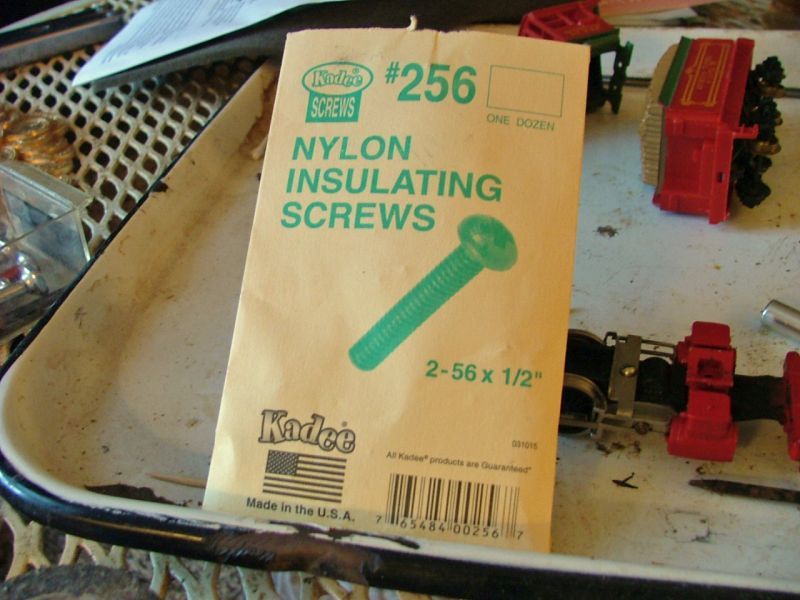 Kadee
SCREWS
#256
ONE DOZEN
NYLON
INSULATING
SCREWS
2-56 x 1/2"
Kadee
031015
All Kadee® products are Guaranteed"
Made in the U.S.A.
7 65484 00256 7